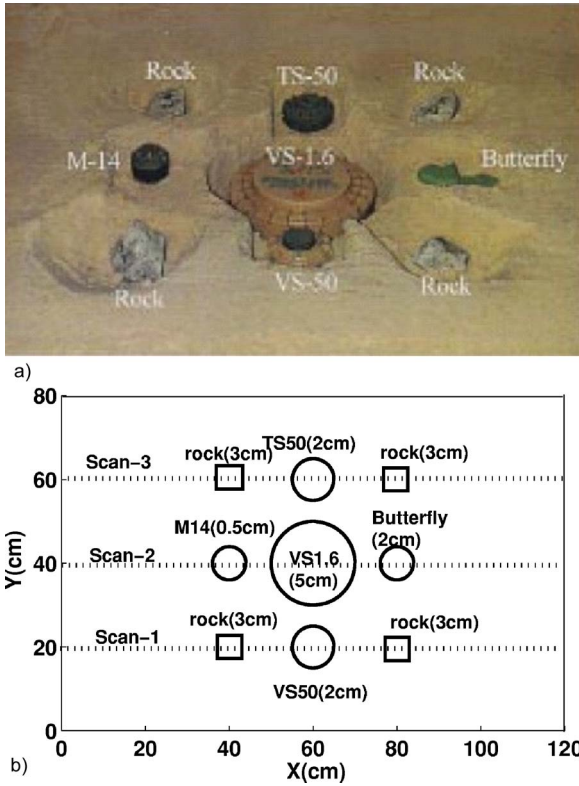 Rock TS-50 Rock
M-14 VS-1.6 Butterfly
Rock VS-50 Rock
a)
80
60
40
20
0
Y(cm)
Scan-3 rock(3cm) TS50(2cm) rock(3cm)
Scan-2 M14(0.5cm) VS1.6 (5cm) Butterfly (2cm)
Scan-1 rock(3cm) VS50(2cm) rock(3cm)
0 20 40 60 80 100 120
X(cm)
b)